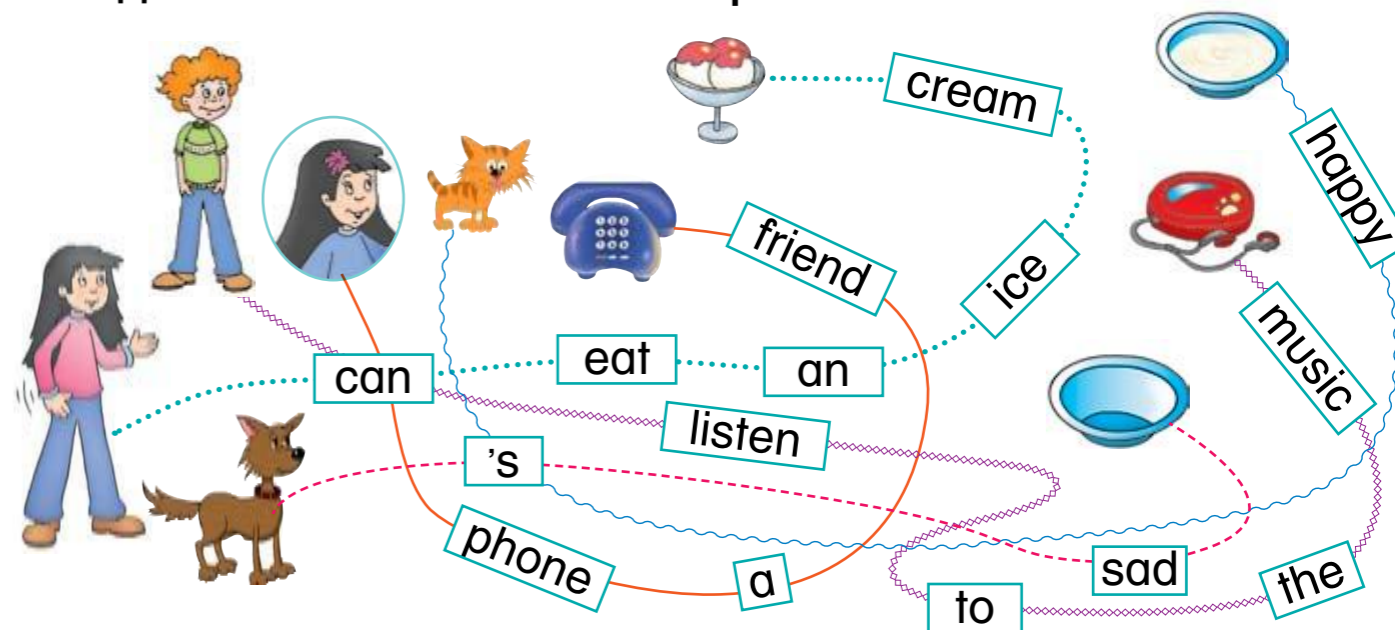 cream
happy
friend
ice
music
eat
an
can
listen
's
phone
a
sad
the
to